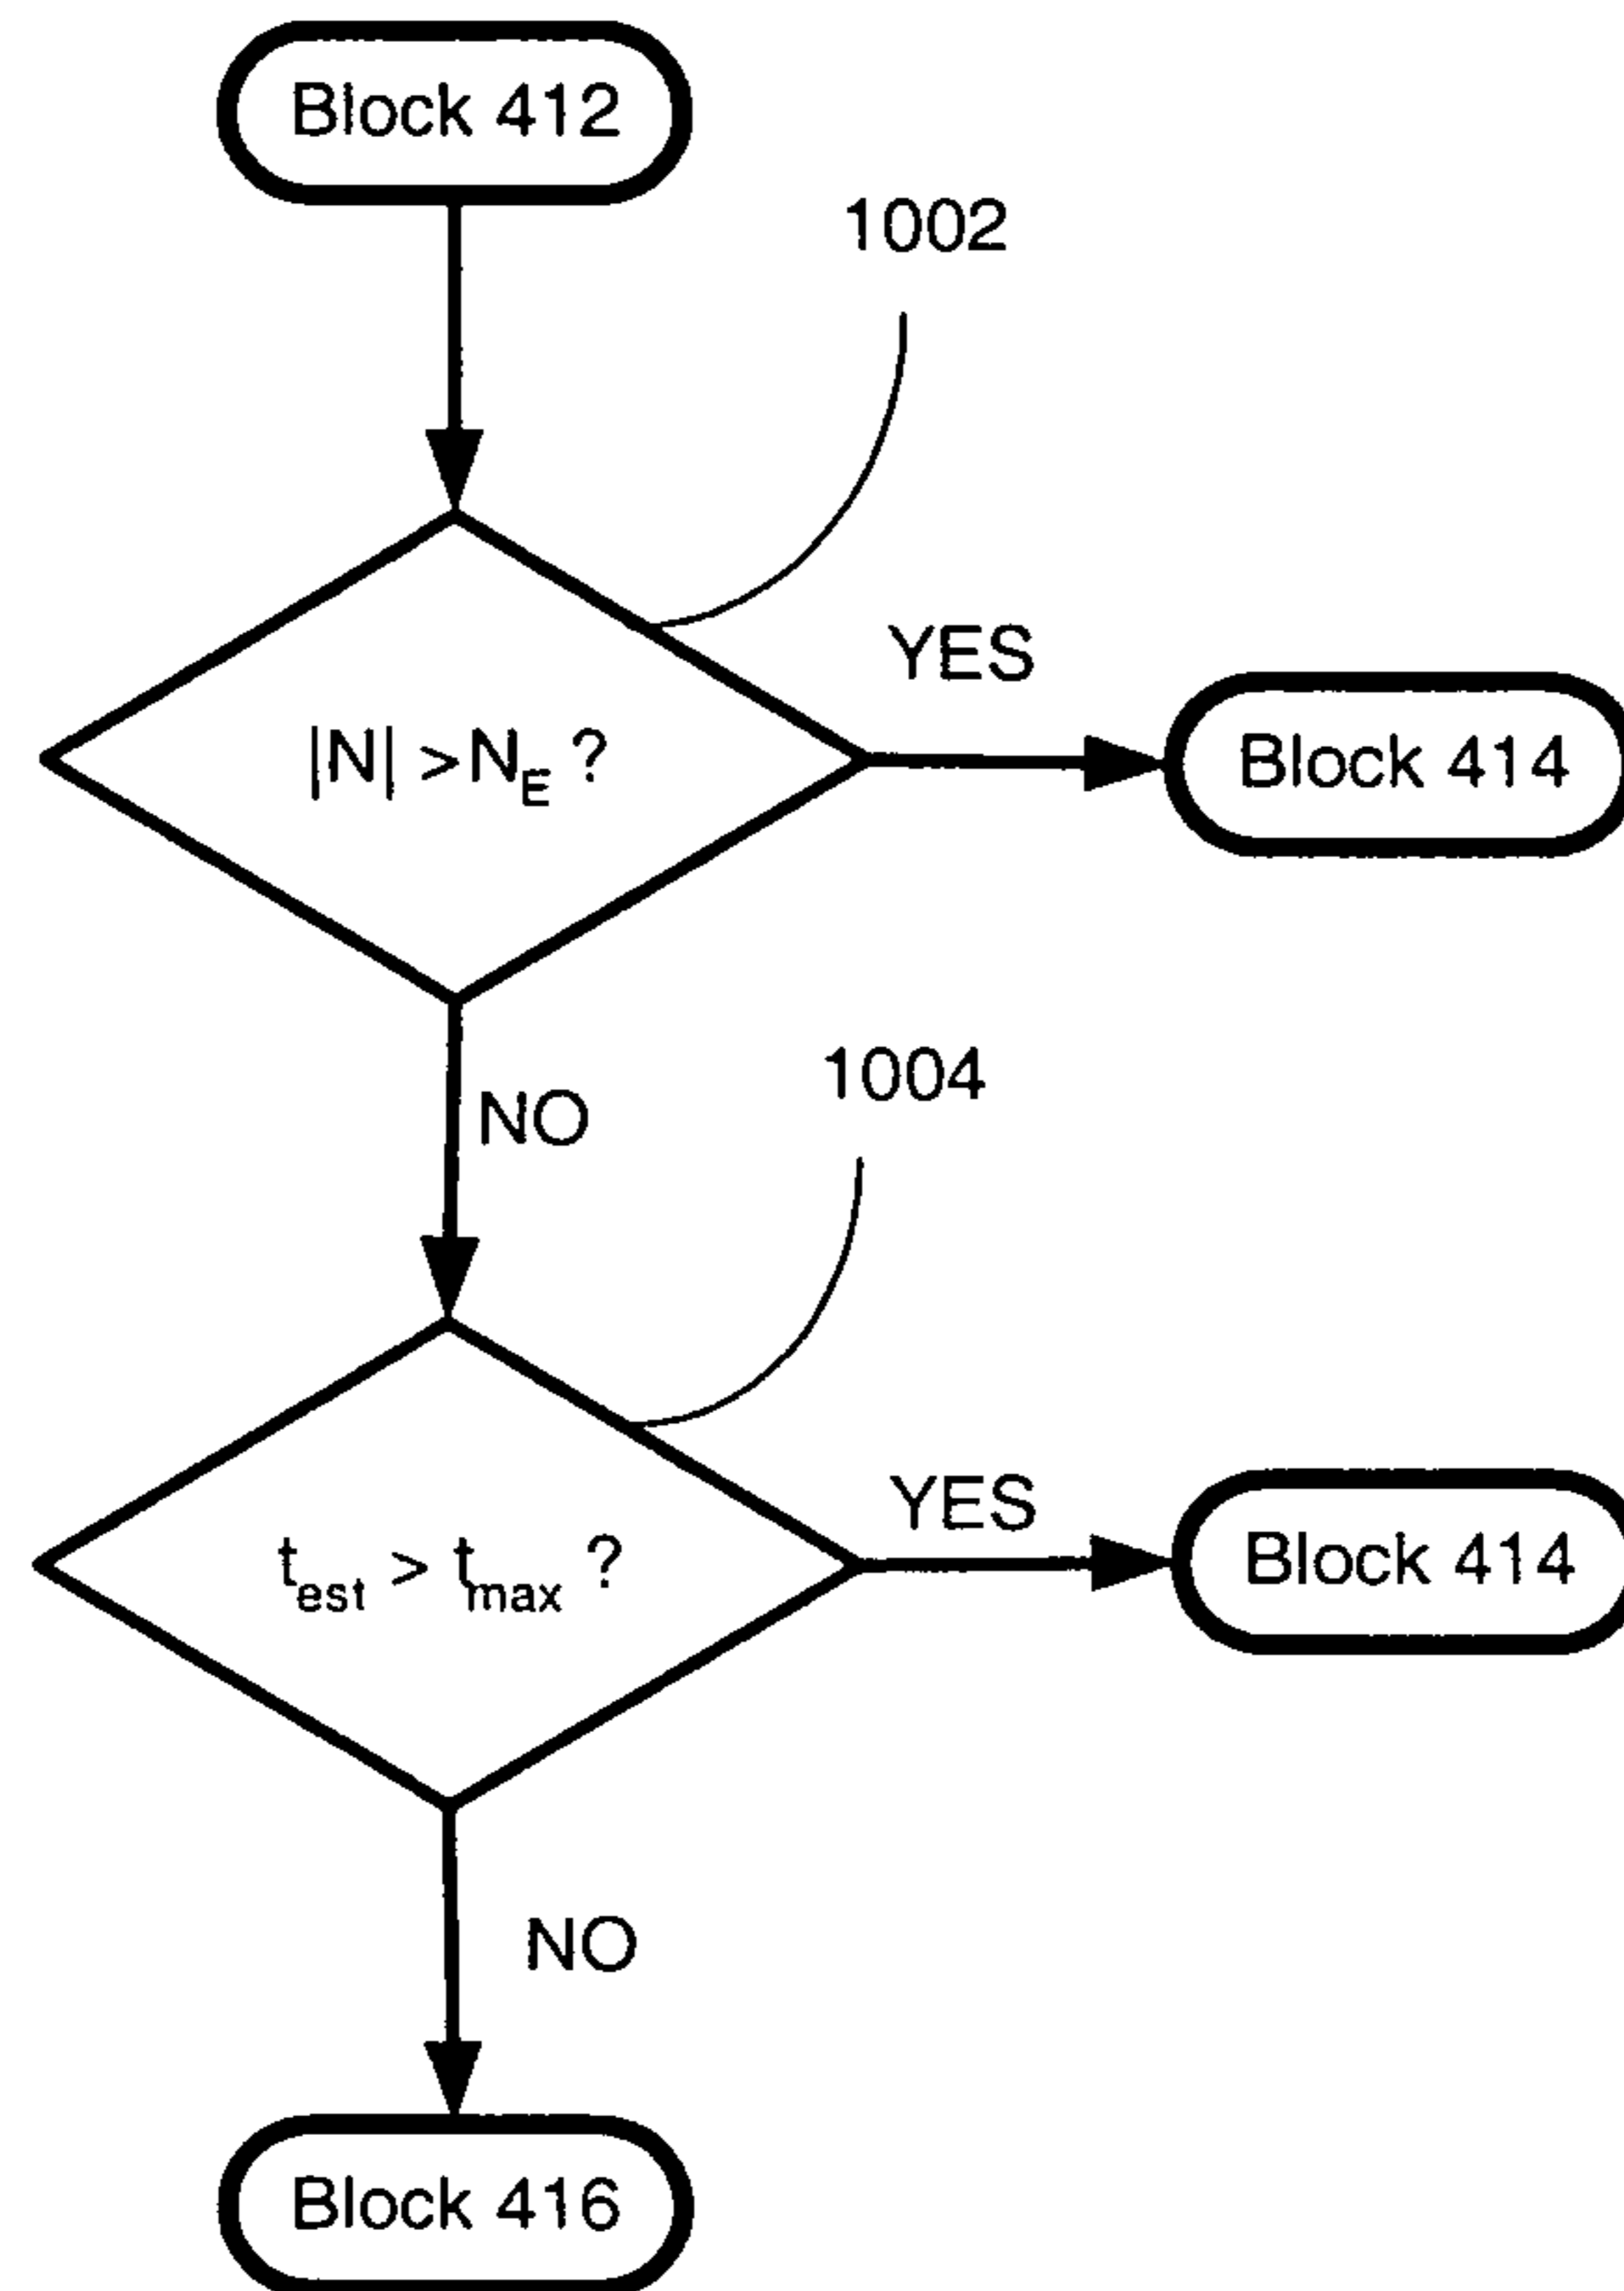 Block 412
1002
YES
|N| >N_E ?
Block 414
1004
NO
YES
t_est > t_max ?
Block 414
NO
Block 416